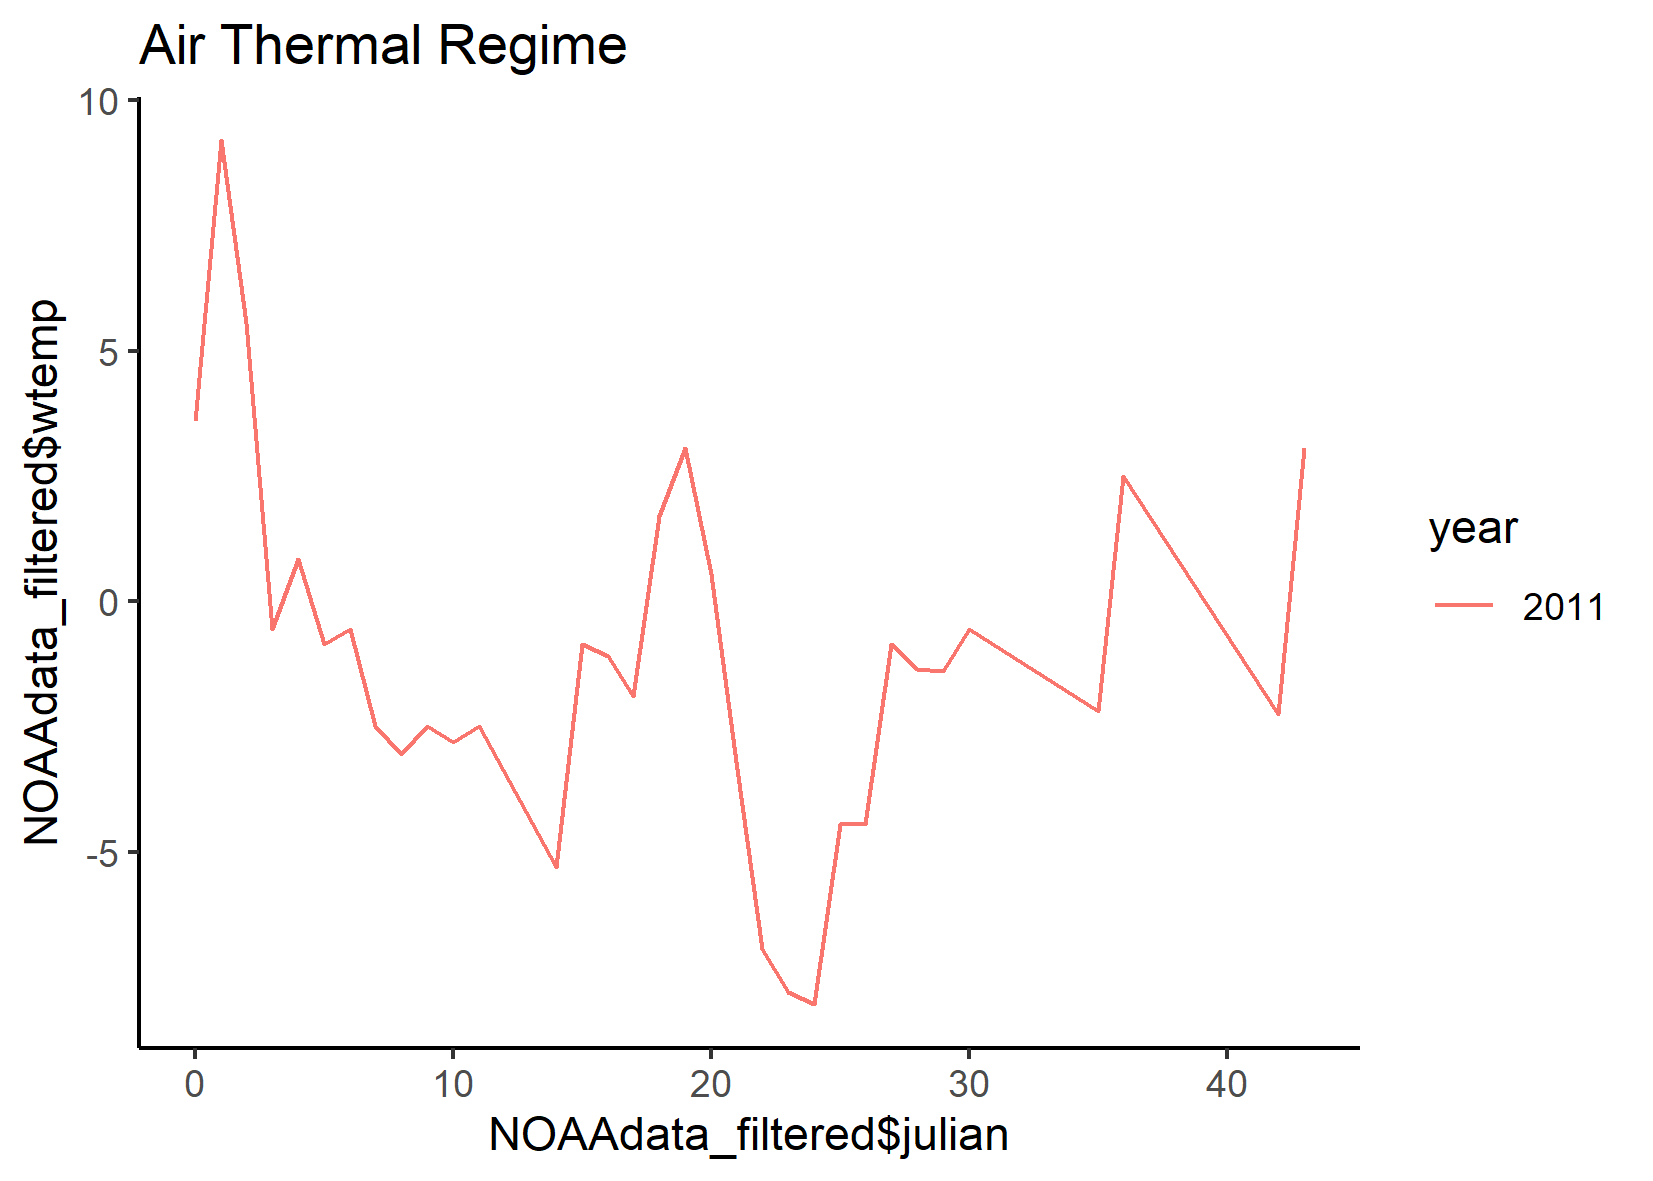 Air Thermal Regime
10
5
0
-5
NOAAdata_filtered$wtemp
0 10 20 30 40
NOAAdata_filtered$julian
year
2011